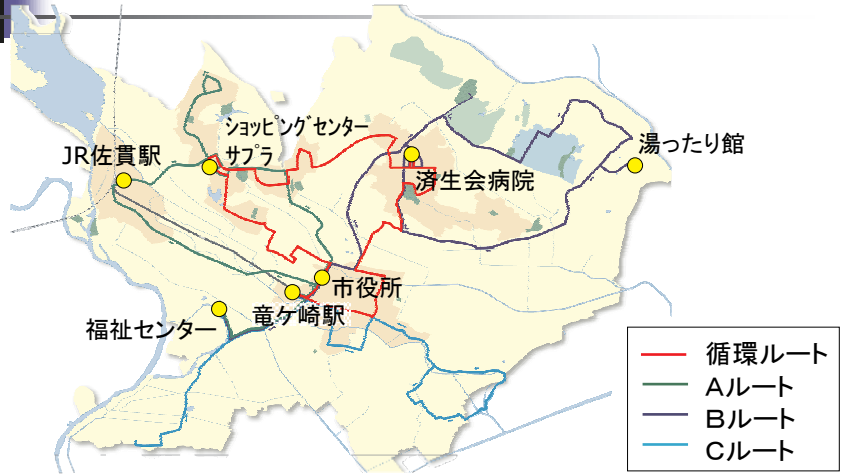 ショッピングセンター
サプラ
JR佐貫駅
湯ったり館
済生会病院
市役所
竜ケ崎駅
福祉センター
循環ルート
Aルート
Bルート
Cルート